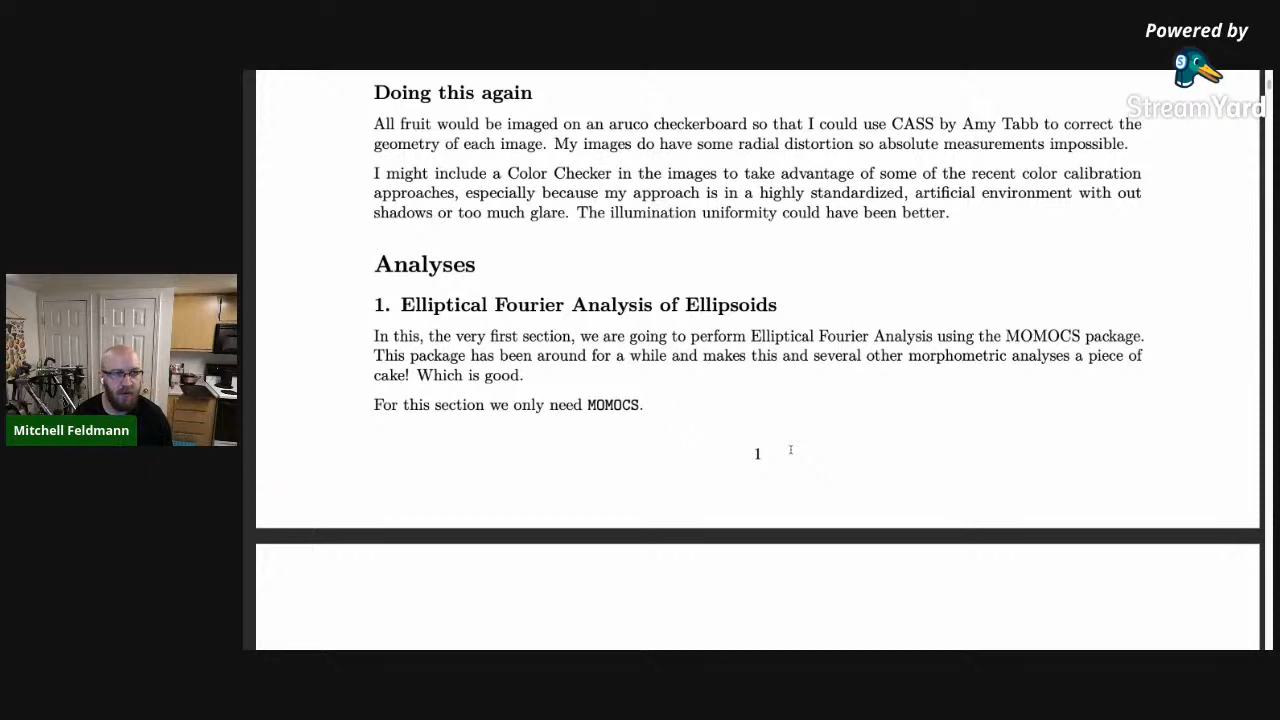 Powered by
StreamYard
Doing this again
All fruit would be imaged on an aruco checkerboard so that I could use CASS by Amy Tabb to correct the
geometry of each image. My images do have some radial distortion so absolute measurements impossible.
I might include a Color Checker in the images to take advantage of some of the recent color calibration
approaches, especially because my approach is in a highly standardized, artificial environment with out
shadows or too much glare. The illumination uniformity could have been better.
Analyses
1. Elliptical Fourier Analysis of Ellipsoids
In this, the very first section, we are going to perform Elliptical Fourier Analysis using the MOMOCS package.
This package has been around for a while and makes this and several other morphometric analyses a piece of
cake! Which is good.
For this section we only need MOMOCS.
1
Mitchell Feldmann